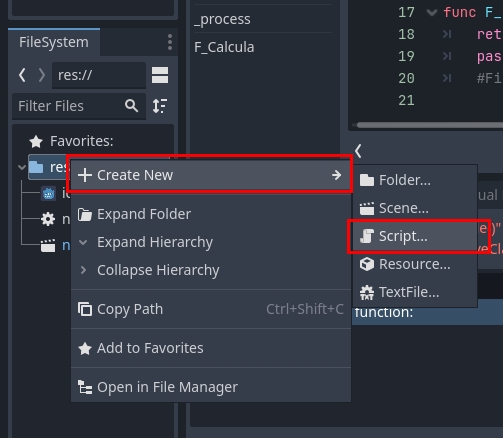 _process
F_Calcula
17 func F_
18 ret
19 pas
20 #Fi
21
FileSystem
res://
Filter Files
Favorites:
res
Create New
Expand Folder
Expand Hierarchy
Collapse Hierarchy
Copy Path Ctrl+Shift+C
Add to Favorites
Open in File Manager
Folder...
Scene...
Script...
Resource...
TextFile...
ual
function: